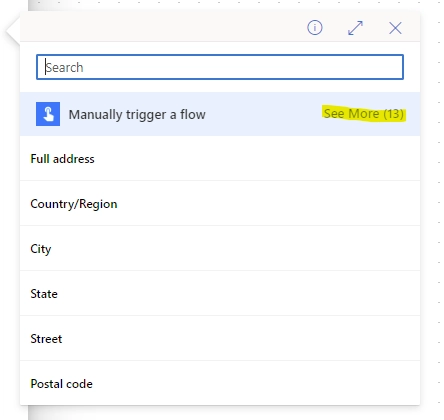 Search
Manually trigger a flow See More (13)
Full address
Country/Region
City
State
Street
Postal code